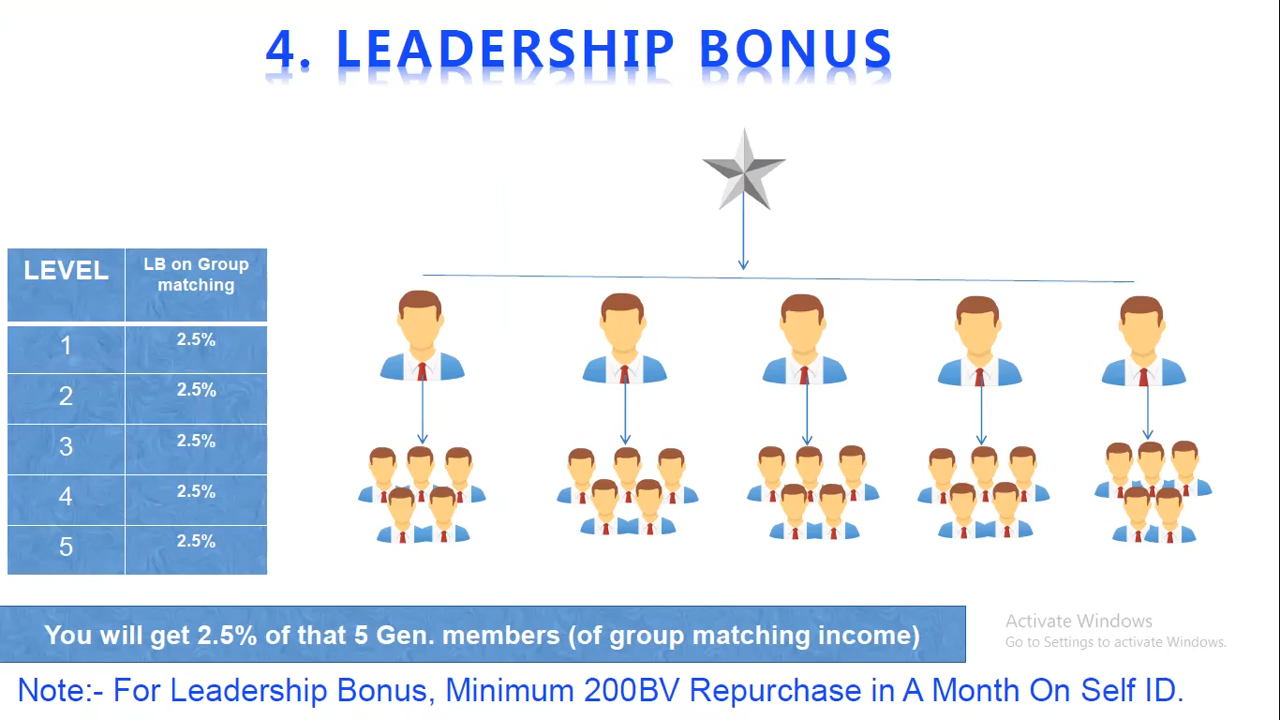 4. LEADERSHIP BONUS
LEVEL
LB on Group
matching
1
2.5%
2
2.5%
3
2.5%
4
2.5%
5
2.5%
You will get 2.5% of that 5 Gen. members (of group matching income)
Activate Windows
Go to Settings to activate Windows.
Note:- For Leadership Bonus, Minimum 200BV Repurchase in A Month On Self ID.